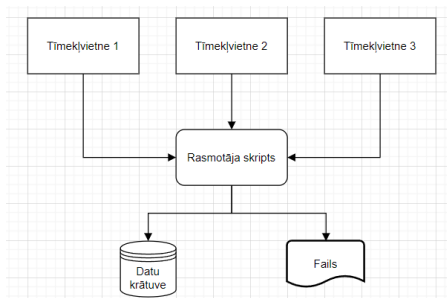 Tīmekļvietne 1
Tīmekļvietne 2
Tīmekļvietne 3
Rasmotāja skripts
Datu
krātuve
Fails